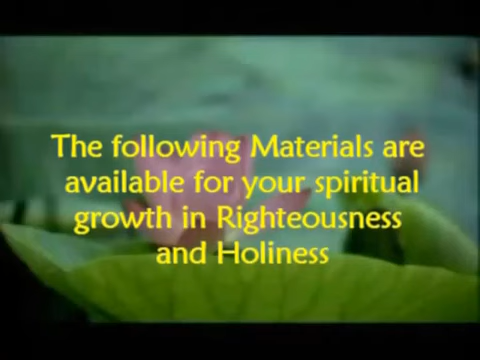 The following Materials are
available for your spiritual
growth in Righteousness
and Holiness